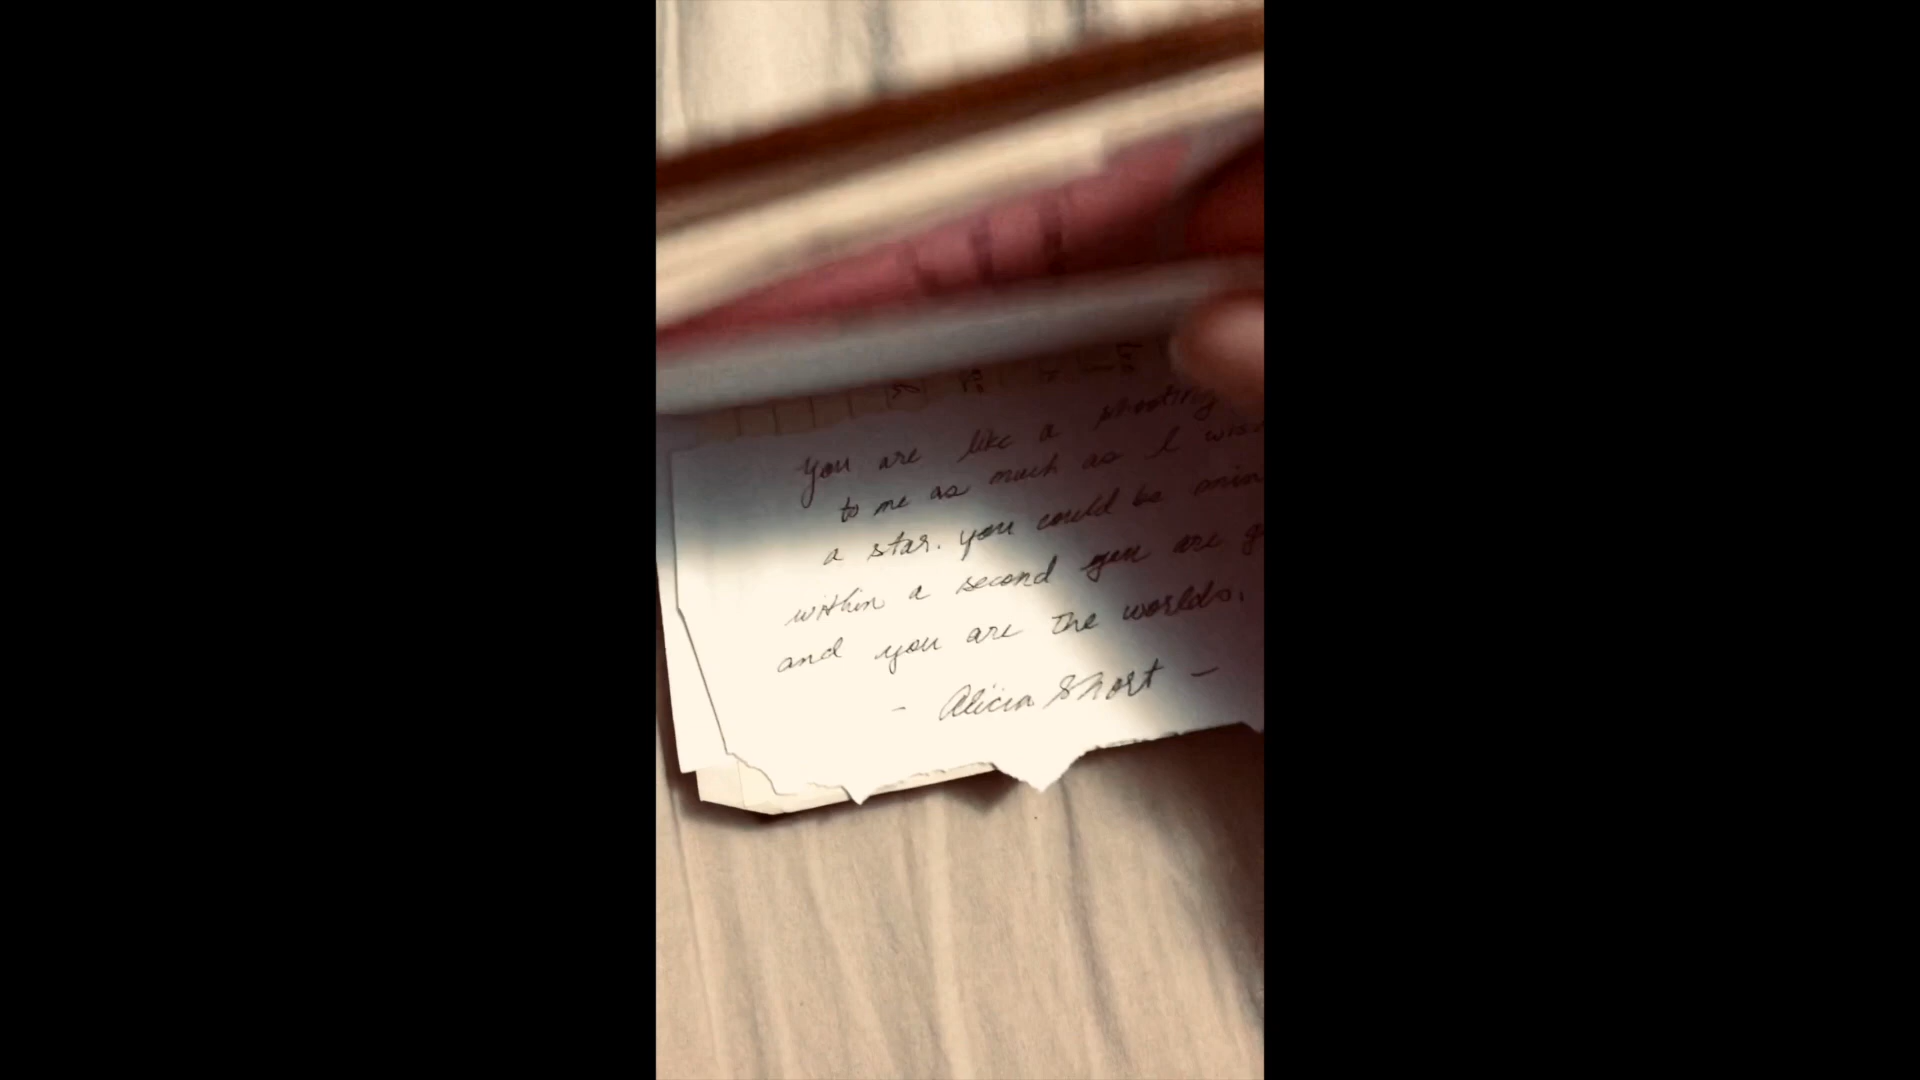 You are like a shooting
to me as much as I
a star. you could be
within a second you are
and you are the worlds.
- Alicia Short -